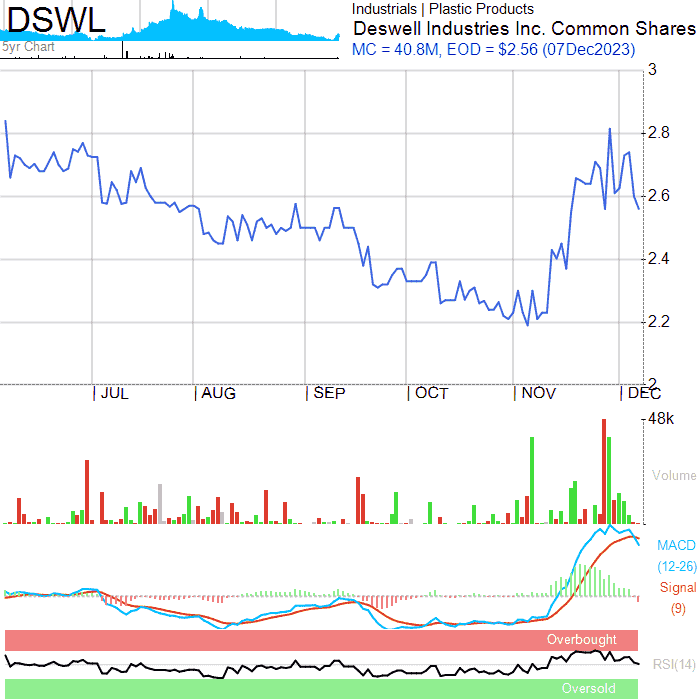 DSWL
5yr Chart
Industrials | Plastic Products
Deswell Industries Inc. Common Shares
MC = 40.8M, EOD = $2.56 (07Dec2023)
3
2.8
2.6
2.4
2.2
2
JUL AUG SEP OCT NOV DEC
48K
Volume
MACD
(12-26)
Signal
(9)
Overbought
RSI(14)
Oversold